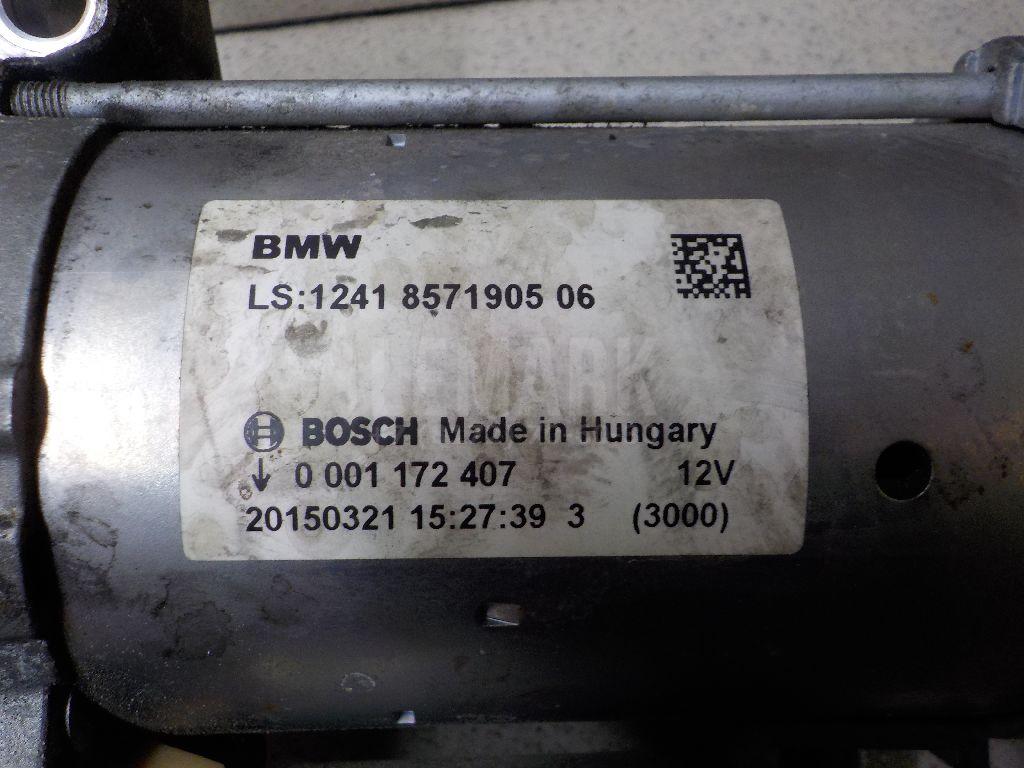 BMW
LS:1241 8571905 06
JLEMARK
BOSCH Made in Hungary
↓ 0 001 172 407 12V
20150321 15:27:39 3 (3000)